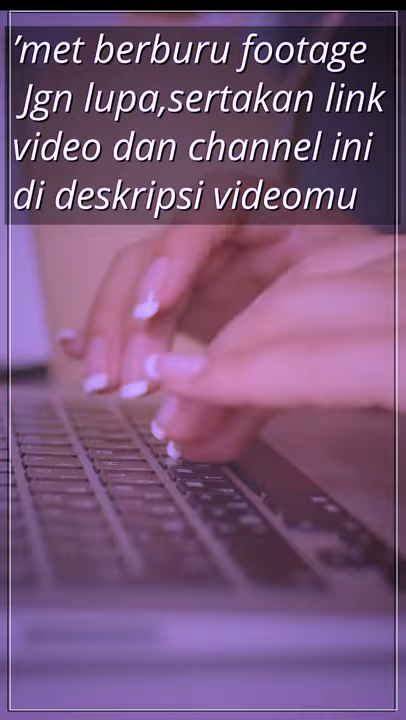 ’met berburu footage
Jgn lupa,sertakan link
video dan channel ini
di deskripsi videomu